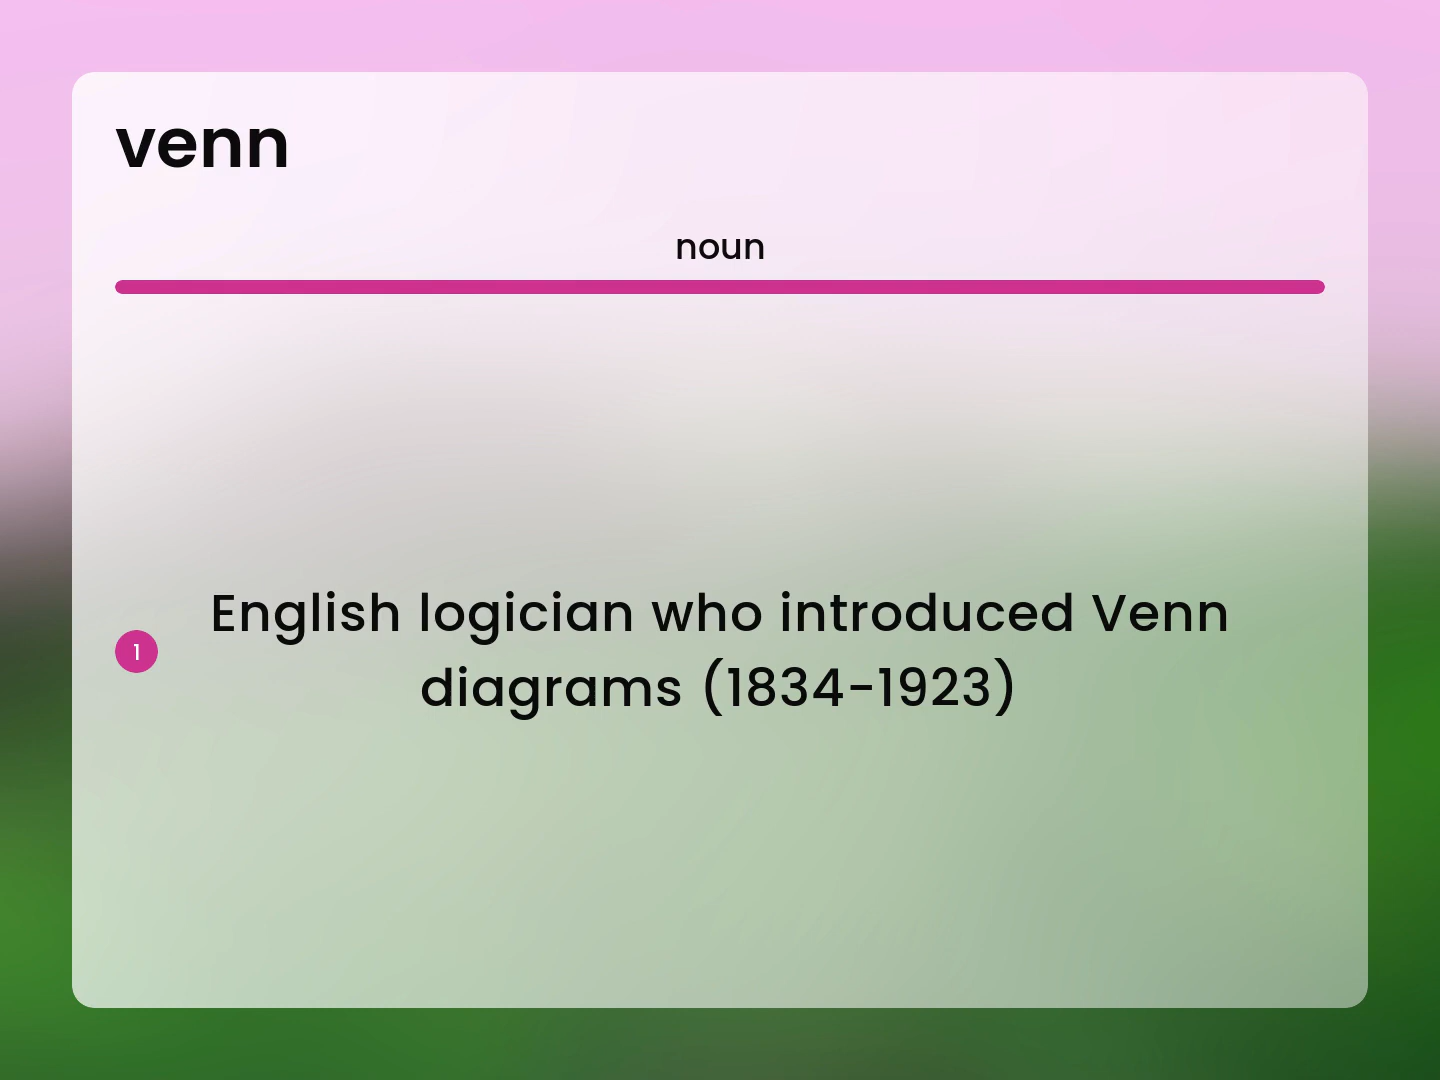 venn
noun
1
English logician who introduced Venn
diagrams (1834-1923)